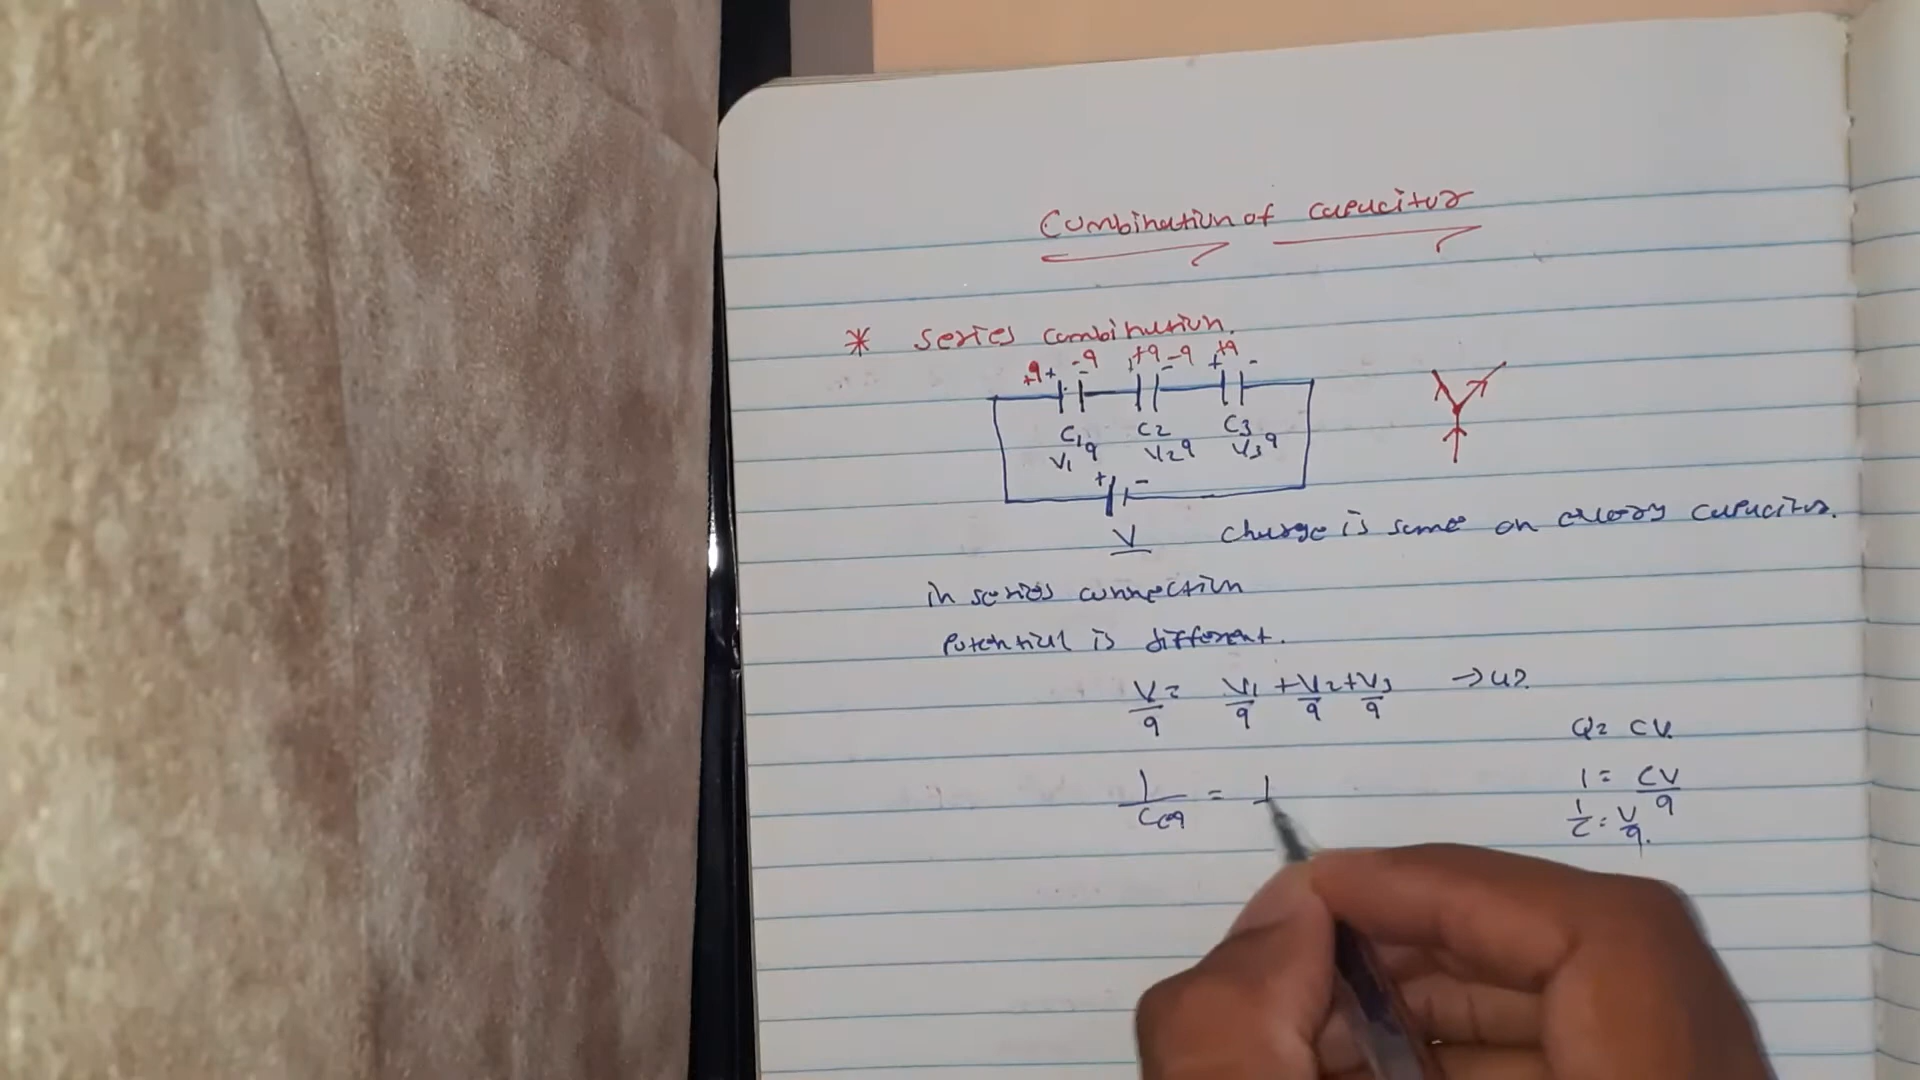 Combination of capacitor
* Series combination.
+q + -q - +q -q + - +q + -
C1 q C2 C3
V1 V2 q V3 q
+ -
V Charge is same on every capacitor.
in series connection
Potential is different.
V/q = V1/q + V2/q + V3/q
Q = CV.
1/Ceq = 1
1 = CV/q
1/C = V/q.